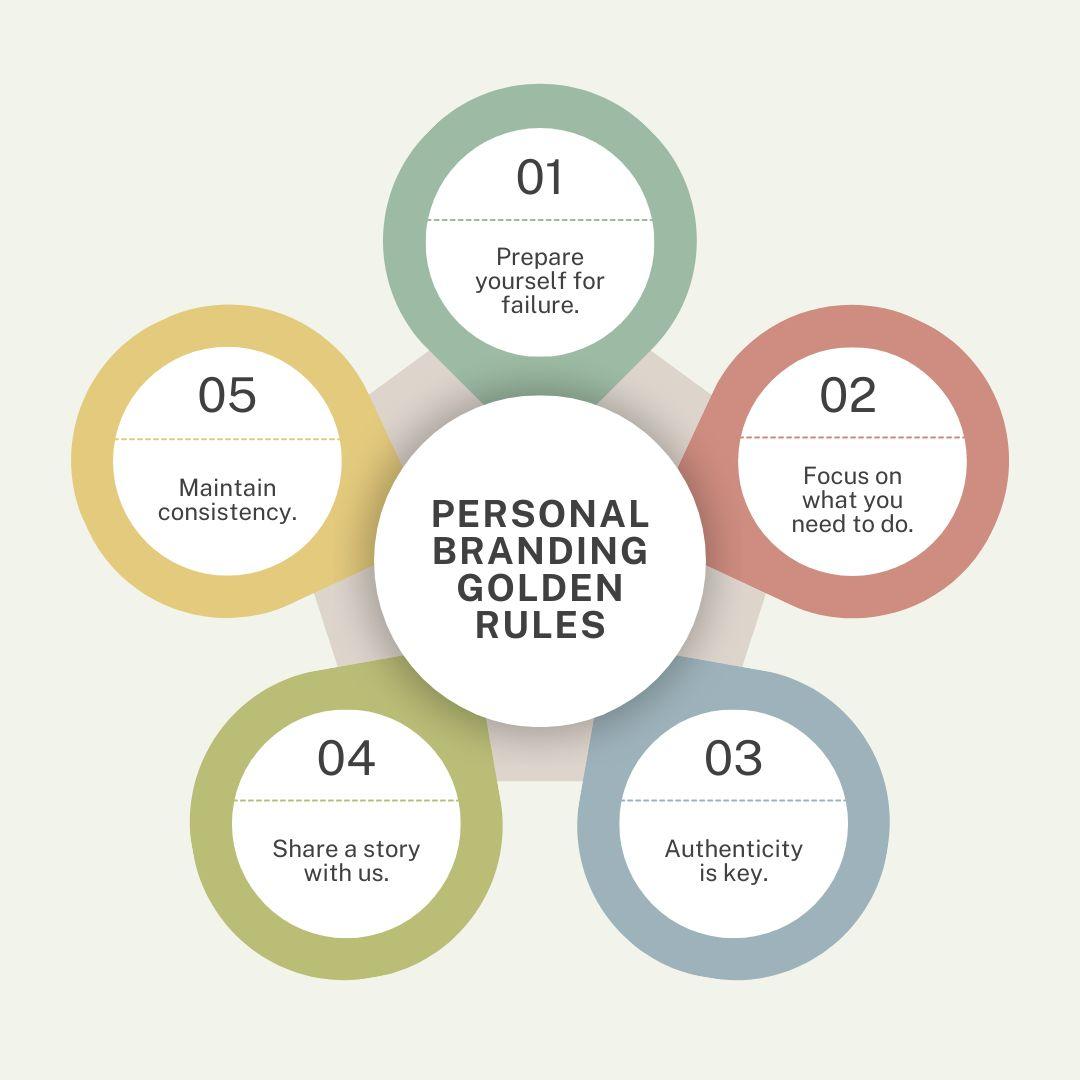 01
Prepare
yourself for
failure.
05
Maintain
consistency.
02
Focus on
what you
need to do.
PERSONAL
BRANDING
GOLDEN
RULES
04
Share a story
with us.
03
Authenticity
is key.